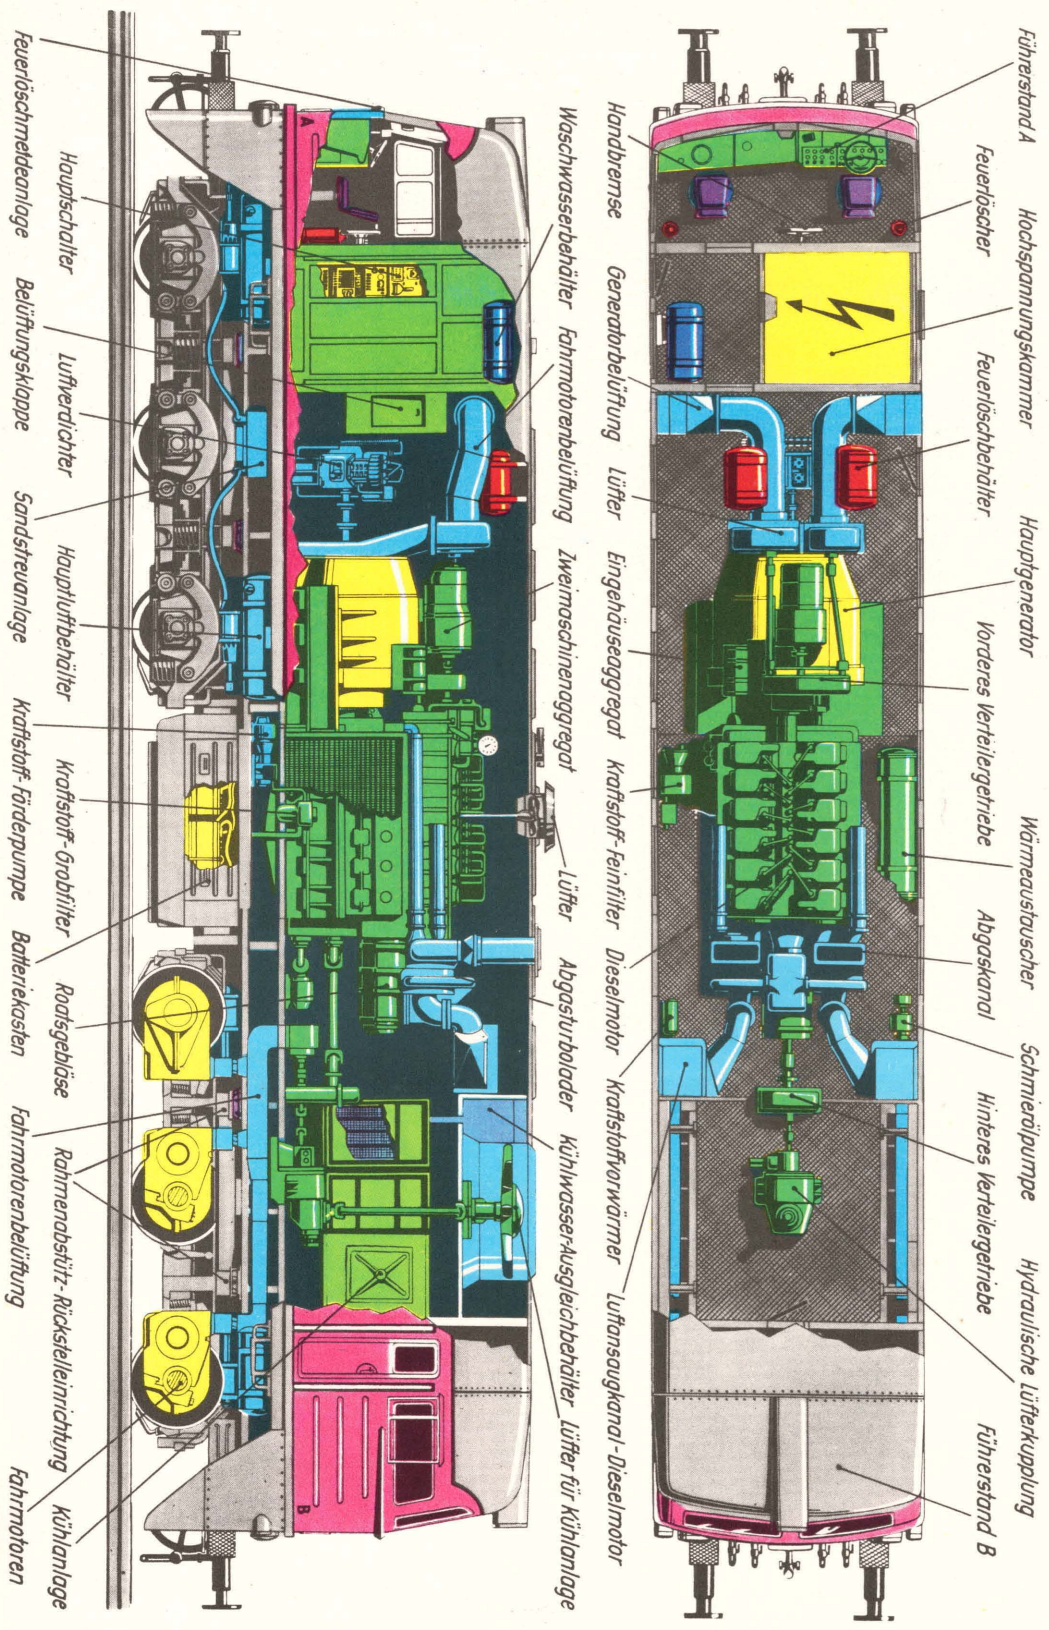 Führerstand A
Hochspannungskammer
Hauptgenerator
Wärmeaustauscher
Schmierölpumpe
Hydraulische Lüfterkupplung
Feuerlöscher
Feuerlöschbehälter
Vorderes Verteilergetriebe
Abgaskanal
Hinteres Verteilergetriebe
Führerstand B
Handbremse
Generatorbelüftung
Lüfter
Eingehäuseaggregat
Kraftstoff-Feinfilter
Dieselmotor
Kraftstoffvorwärmer
Luftansaugkanal-Dieselmotor
Waschwasserbehälter
Fahrmotorenbelüftung
Zweimaschinenaggregat
Lüfter
Abgasturbolader
Kühlwasser-Ausgleichbehälter
Lüfter für Kühlanlage
A
B
Hauptschalter
Luftverdichter
Hauptluftbehälter
Kraftstoff-Grobfilter
Rootsgebläse
Rahmenabstütz-Rückstelleinrichtung
Kühlanlage
Feuerlöschmeldeanlage
Belüftungsklappe
Sandstreuanlage
Kraftstoff-Förderpumpe
Batteriekasten
Fahrmotorenbelüftung
Fahrmotoren